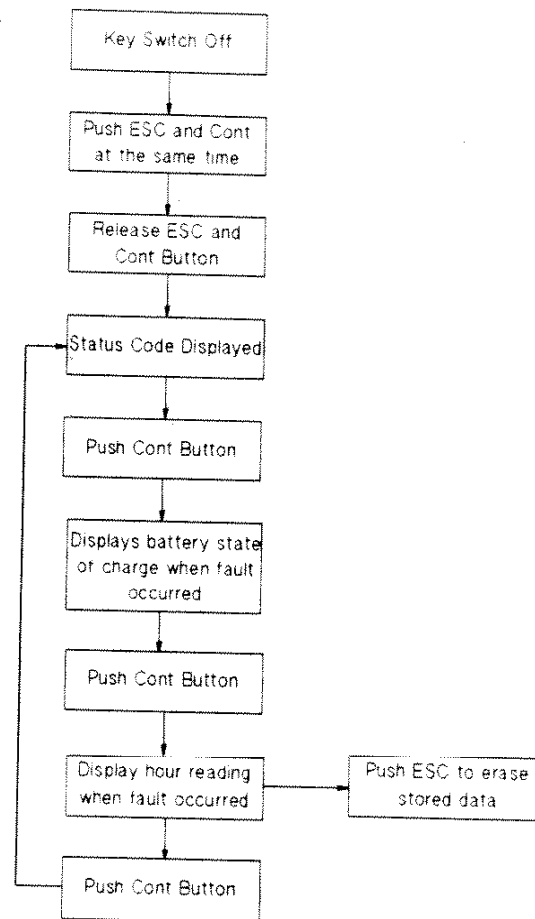 Key Switch Off
Push ESC and Cont
at the same time
Release ESC and
Cont Button
Status Code Displayed
Push Cont Button
Displays battery state
of charge when fault
occurred
Push Cont Button
Display hour reading
when fault occurred
Push ESC to erase
stored data
Push Cont Button